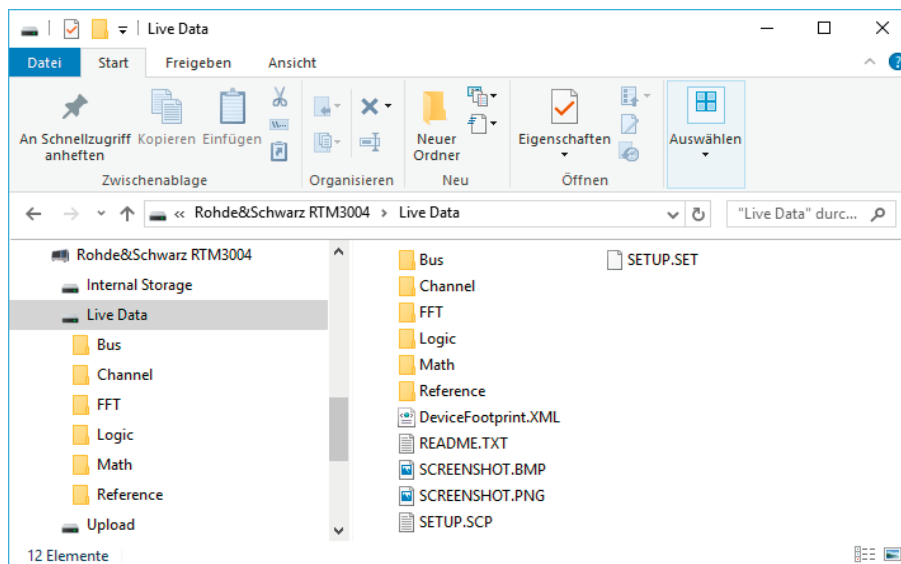 Live Data
Datei Start Freigeben Ansicht ?
An Schnellzugriff anheften Kopieren Einfügen Neuer Ordner Eigenschaften Auswählen
Zwischenablage Organisieren Neu Öffnen
« Rohde&Schwarz RTM3004 > Live Data "Live Data" durc...
Rohde&Schwarz RTM3004
Internal Storage
Live Data
Bus
Channel
FFT
Logic
Math
Reference
Upload
Bus
Channel
FFT
Logic
Math
Reference
DeviceFootprint.XML
README.TXT
SCREENSHOT.BMP
SCREENSHOT.PNG
SETUP.SCP
SETUP.SET
12 Elemente